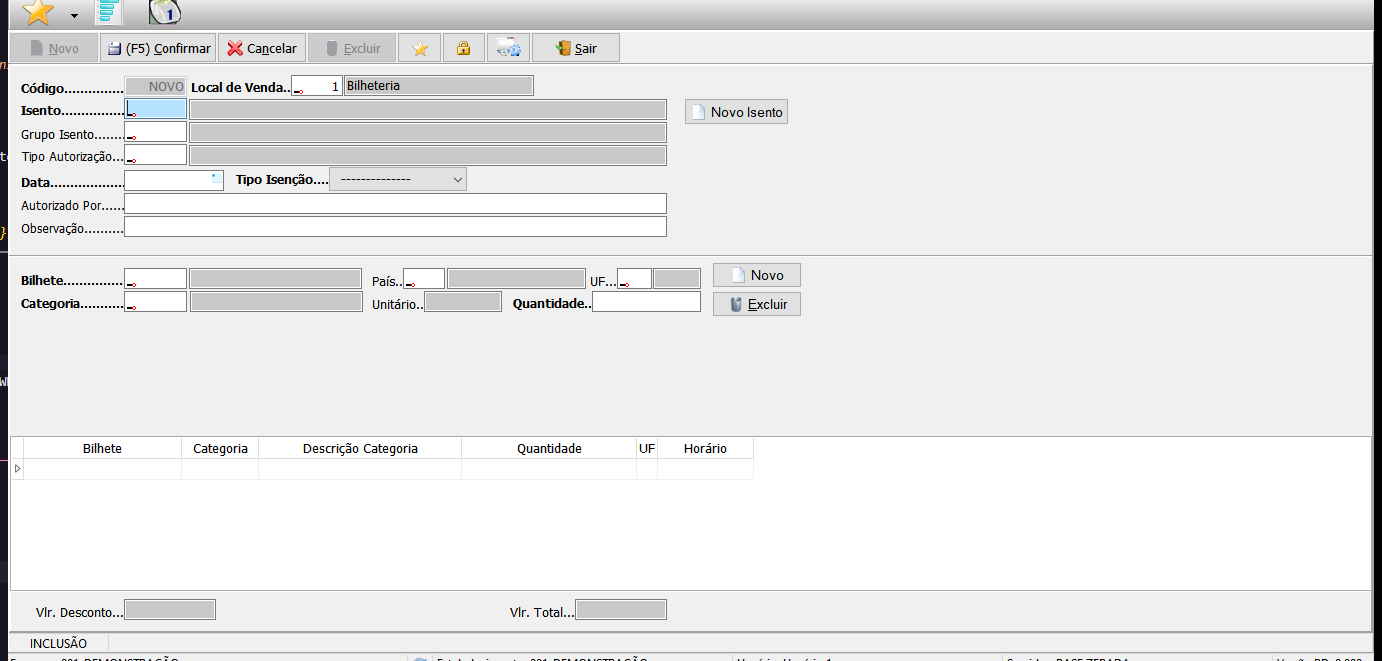 1
Novo (F5) Confirmar Cancelar Excluir Sair
Código............... NOVO Local de Venda.. 1 Bilheteria
Isento................
Novo Isento
Grupo Isento........
Tipo Autorização...
Data................... Tipo Isenção.... --------------
Autorizado Por......
Observação..........
Bilhete............... País.. UF... Novo
Categoria........... Unitário.. Quantidade.. Excluir
Bilhete Categoria Descrição Categoria Quantidade UF Horário
Vlr. Desconto... Vlr. Total...
INCLUSÃO